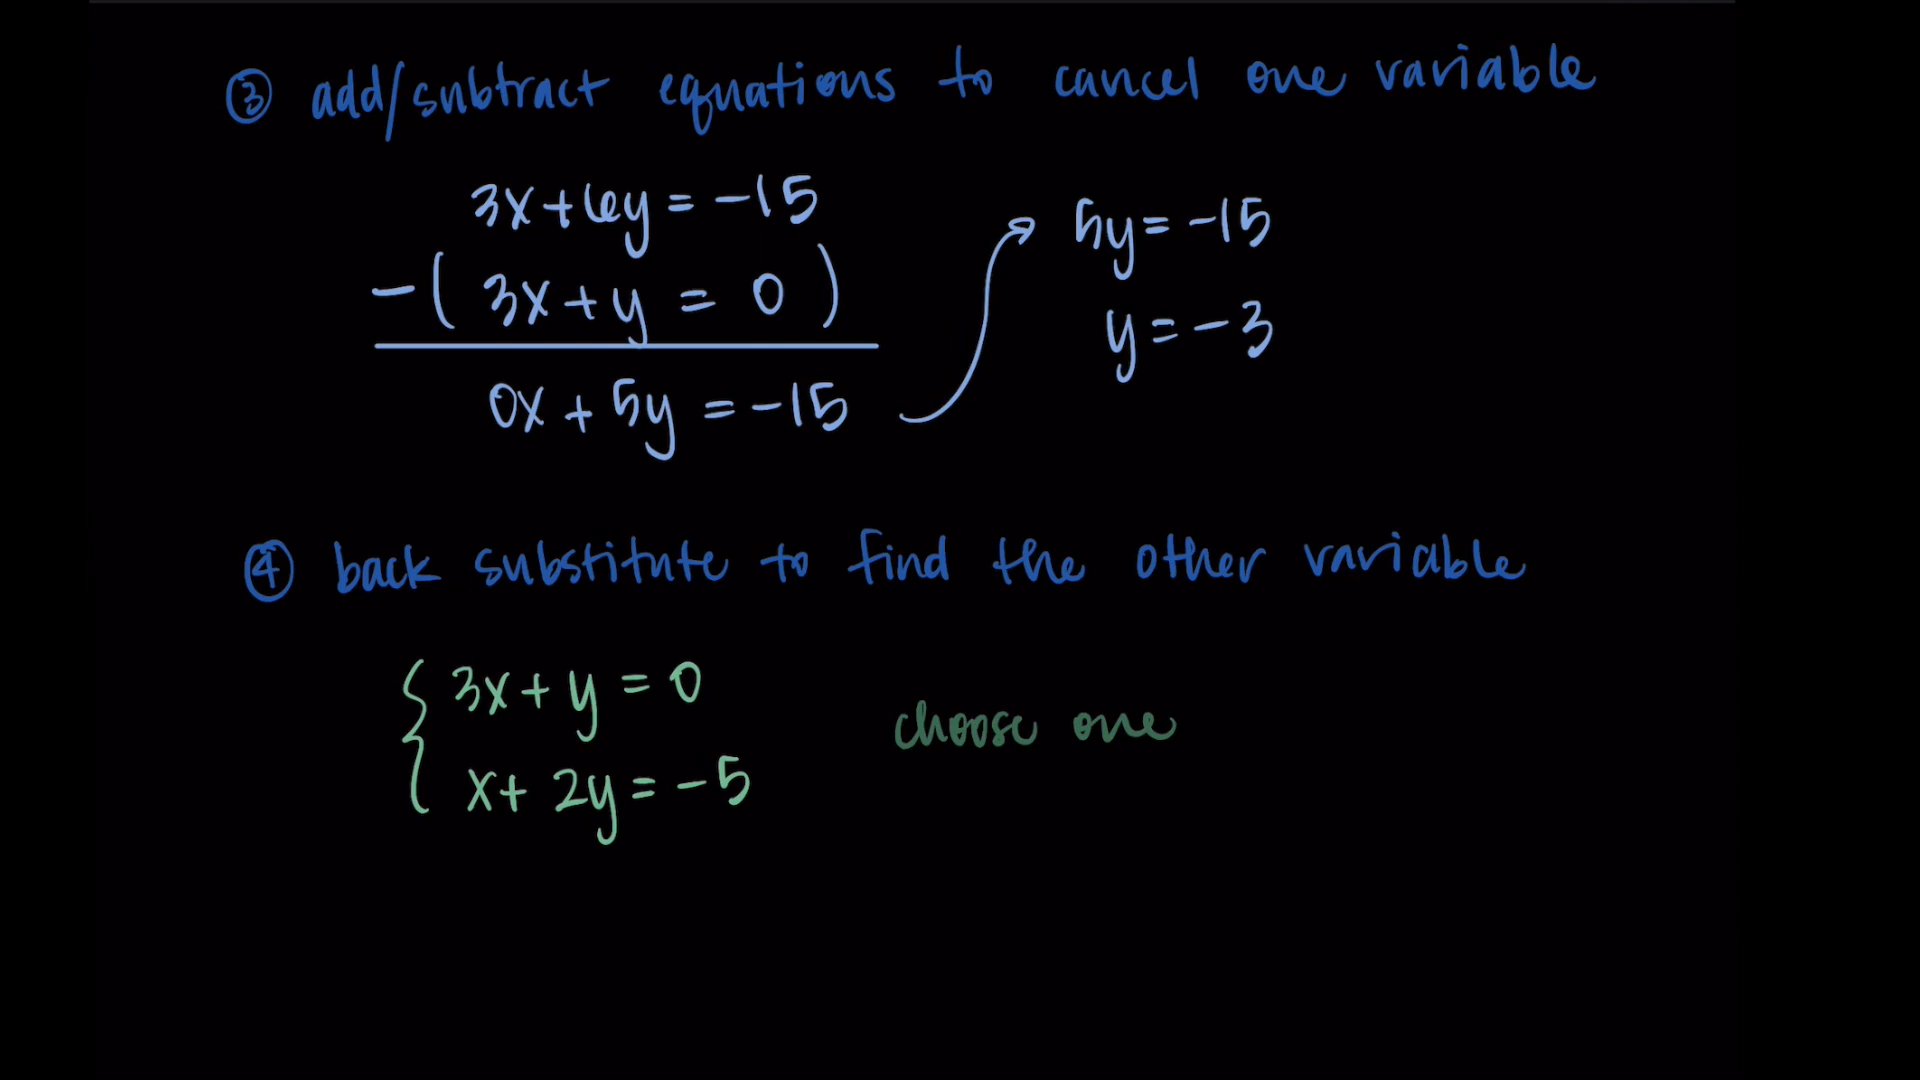 ③ add/subtract equations to cancel one variable
3x+6y=-15
-( 3x+y = 0 )
0x + 5y = -15
5y=-15
y=-3
④ back substitute to find the other variable
{ 3x+y=0
x+2y=-5
choose one